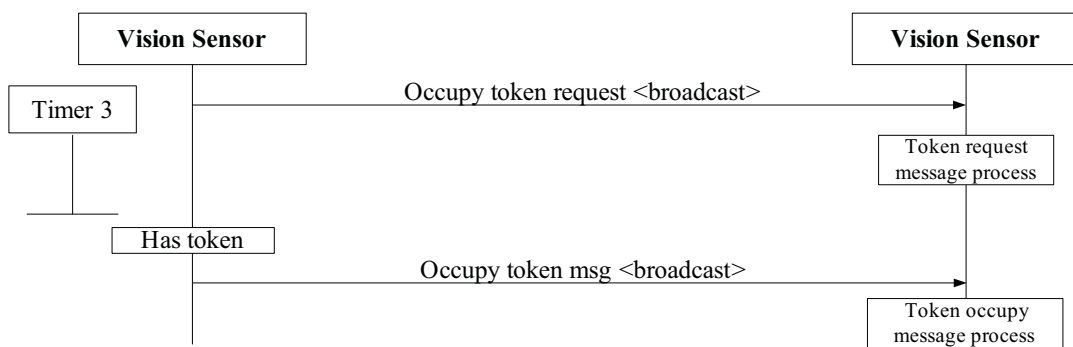 Vision Sensor
Vision Sensor
Occupy token request <broadcast>
Timer 3
Token request
message process
Has token
Occupy token msg <broadcast>
Token occupy
message process